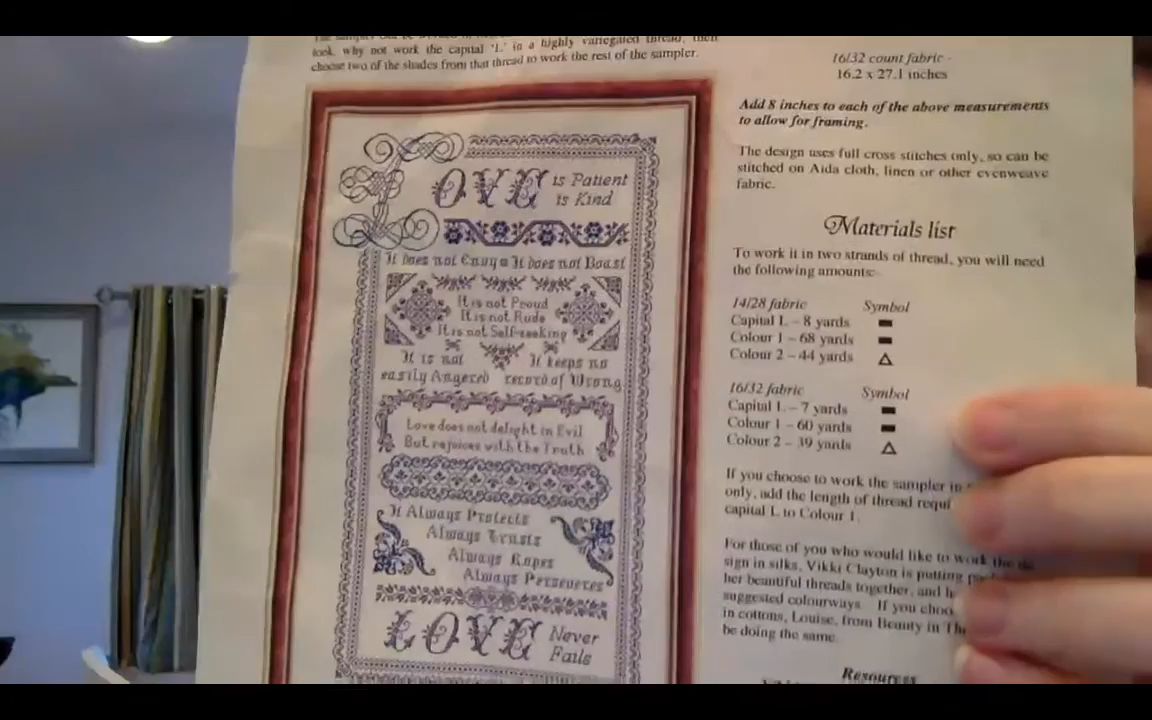 look, why not work the capital 'L' in a highly variegated thread, then
choose two of the shades from that thread to work the rest of the sampler.
LOVE is Patient
is Kind
It Does not Envy It Does not Boast
It is not Proud
It is not Rude
It is not Self-seeking
It is not It keeps no
easily Angered record of Wrong
Love does not delight in Evil
But rejoices with the Truth
It Always Protects
Always Trusts
Always Hopes
Always Perseveres
LOVE Never
Fails
16/32 count fabric -
16.2 x 27.1 inches
Add 8 inches to each of the above measurements
to allow for framing.
The design uses full cross stitches only, so can be
stitched on Aida cloth, linen or other evenweave
fabric.
Materials list
To work it in two strands of thread, you will need
the following amounts:
14/28 fabric Symbol
Capital L – 8 yards
Colour 1 – 68 yards
Colour 2 – 44 yards
16/32 fabric Symbol
Capital L – 7 yards
Colour 1 – 60 yards
Colour 2 – 39 yards
If you choose to work the sampler in
only, add the length of thread
capital L to Colour 1.
For those of you who would like to work the
sign in silks, Vikki Clayton is putting
her beautiful threads together, and
suggested colourways. If you
in cottons, Louise, from Beauty in
be doing the same.
Resources